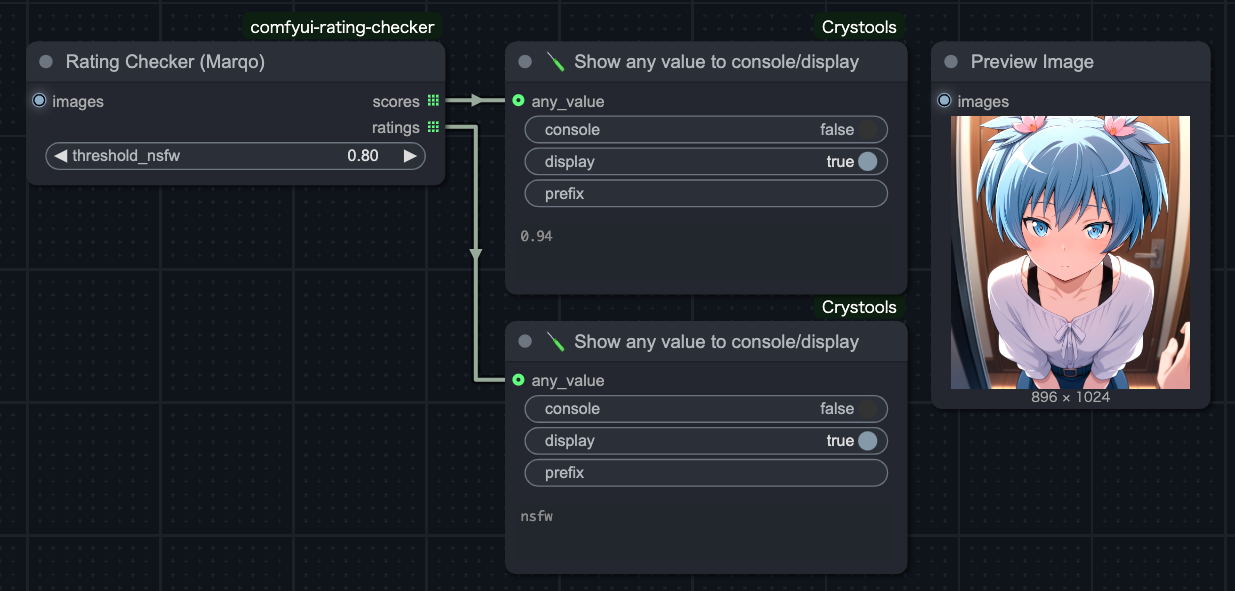 comfyui-rating-checker
Rating Checker (Marqo)
images
scores
ratings
threshold_nsfw 0.80
Crystools
Show any value to console/display
any_value
console false
display true
prefix
0.94
Crystools
Show any value to console/display
any_value
console false
display true
prefix
nsfw
Preview Image
images
896 × 1024